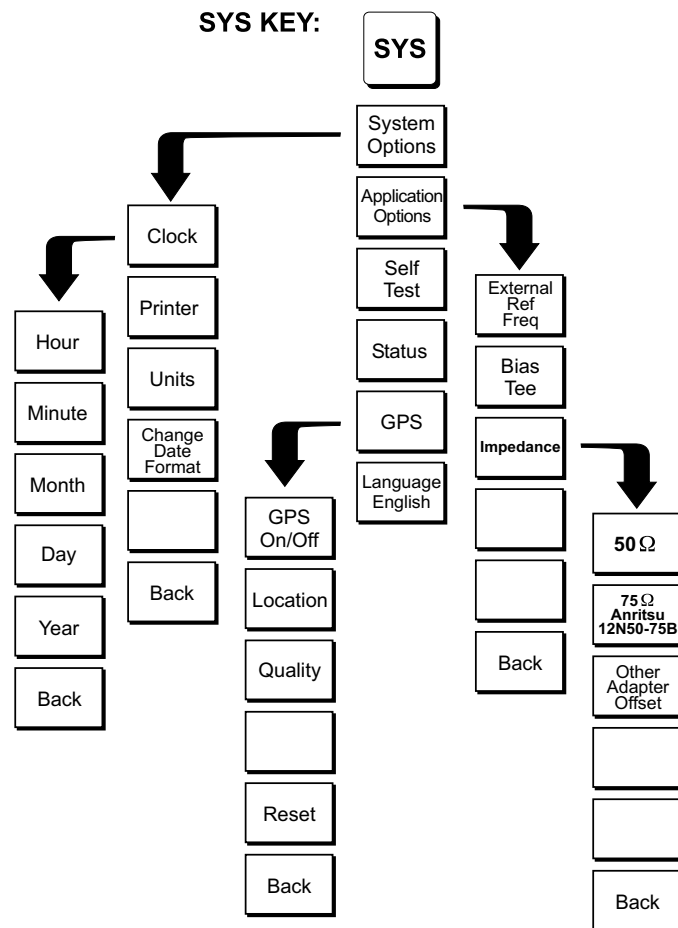 SYS KEY:
SYS
System
Options
Application
Options
Self
Test
Status
GPS
Language
English
Clock
Printer
Units
Change
Date
Format
Back
Hour
Minute
Month
Day
Year
Back
GPS
On/Off
Location
Quality
Reset
Back
External
Ref
Freq
Bias
Tee
Impedance
Back
50 Ω
75 Ω
Anritsu
12N50-75B
Other
Adapter
Offset
Back